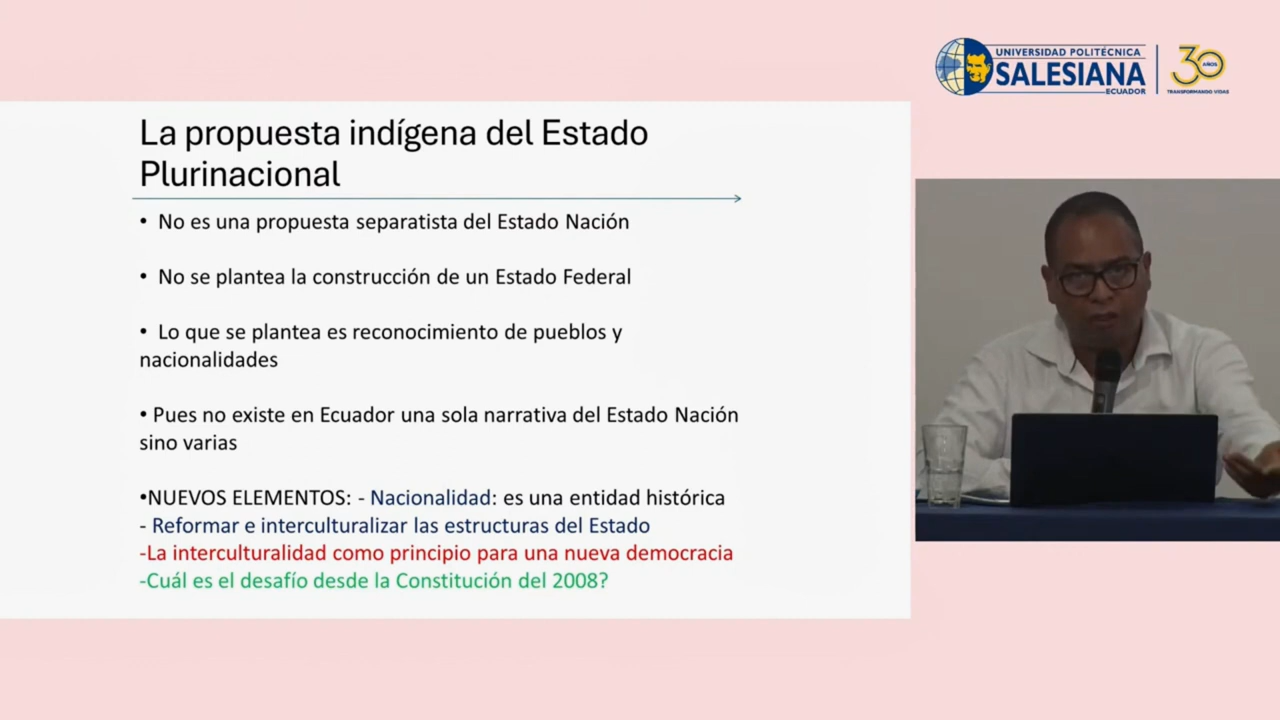 UNIVERSIDAD POLITÉCNICA
SALESIANA
ECUADOR
30
AÑOS
TRANSFORMANDO VIDAS
La propuesta indígena del Estado
Plurinacional
• No es una propuesta separatista del Estado Nación
• No se plantea la construcción de un Estado Federal
• Lo que se plantea es reconocimiento de pueblos y
nacionalidades
• Pues no existe en Ecuador una sola narrativa del Estado Nación
sino varias
•NUEVOS ELEMENTOS: - Nacionalidad: es una entidad histórica
- Reformar e interculturalizar las estructuras del Estado
-La interculturalidad como principio para una nueva democracia
-Cuál es el desafío desde la Constitución del 2008?